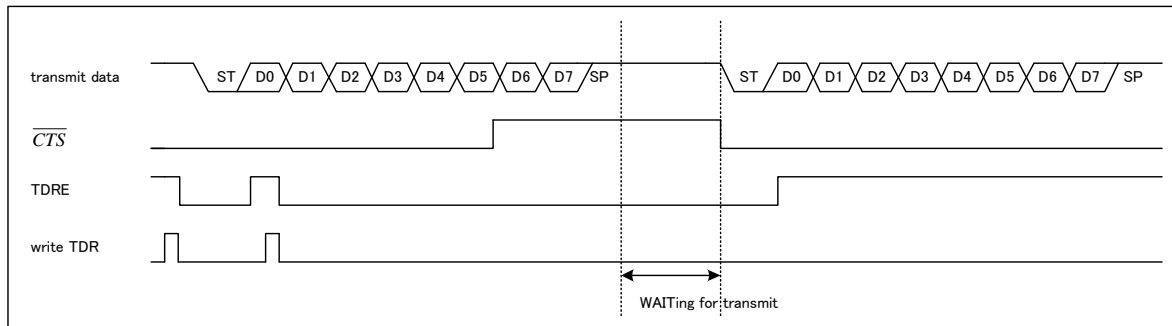 transmit data ST D0 D1 D2 D3 D4 D5 D6 D7 SP ST D0 D1 D2 D3 D4 D5 D6 D7 SP
CTS
TDRE
write TDR
WAITing for transmit